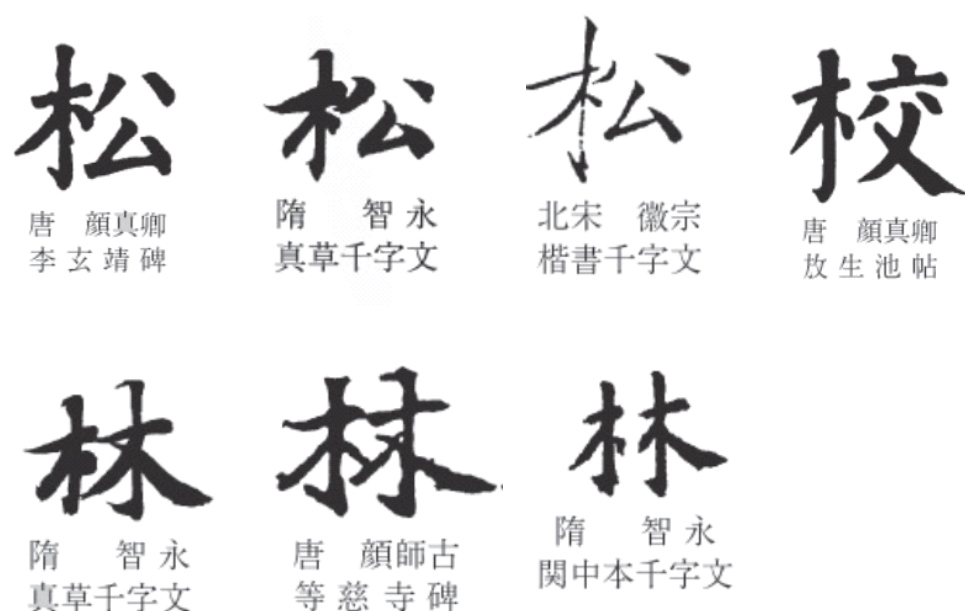 松 松 松 校
唐 顔真卿
李玄靖碑
隋 智永
真草千字文
北宋 徽宗
楷書千字文
唐 顔真卿
放生池帖
林 林 林
隋 智永
真草千字文
唐 顔師古
等慈寺碑
隋 智永
関中本千字文